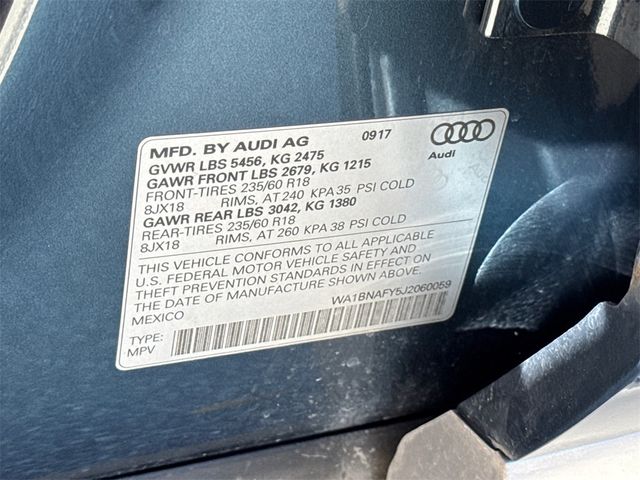 MFD. BY AUDI AG 0917
GVWR LBS 5456, KG 2475
Audi
GAWR FRONT LBS 2679, KG 1215
FRONT-TIRES 235/60 R18
8JX18 RIMS, AT 240 KPA 35 PSI COLD
GAWR REAR LBS 3042, KG 1380
REAR-TIRES 235/60 R18
8JX18 RIMS, AT 260 KPA 38 PSI COLD
THIS VEHICLE CONFORMS TO ALL APPLICABLE
U.S. FEDERAL MOTOR VEHICLE SAFETY AND
THEFT PREVENTION STANDARDS IN EFFECT ON
THE DATE OF MANUFACTURE SHOWN ABOVE.
MEXICO WA1BNAFY5J2060059
TYPE:
MPV